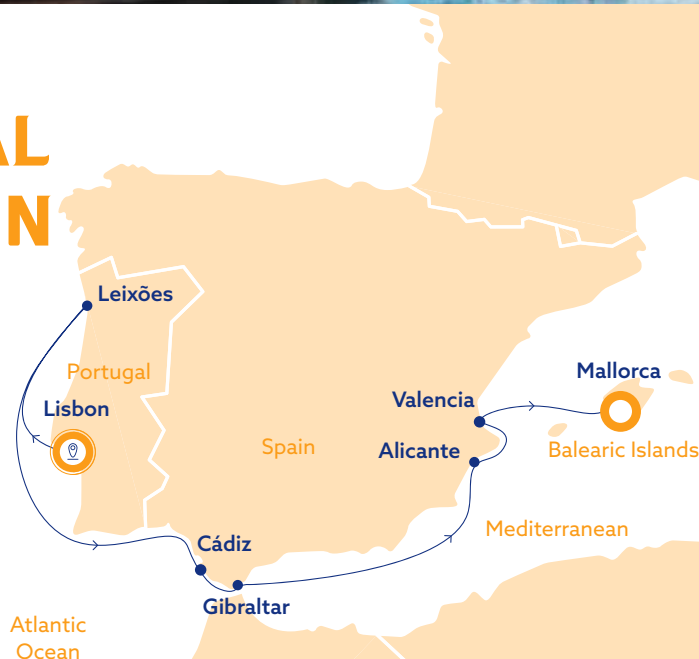 AL
N
Leixões
Portugal
Lisbon
Mallorca
Valencia
Spain
Alicante
Balearic Islands
Mediterranean
Cádiz
Gibraltar
Atlantic
Ocean